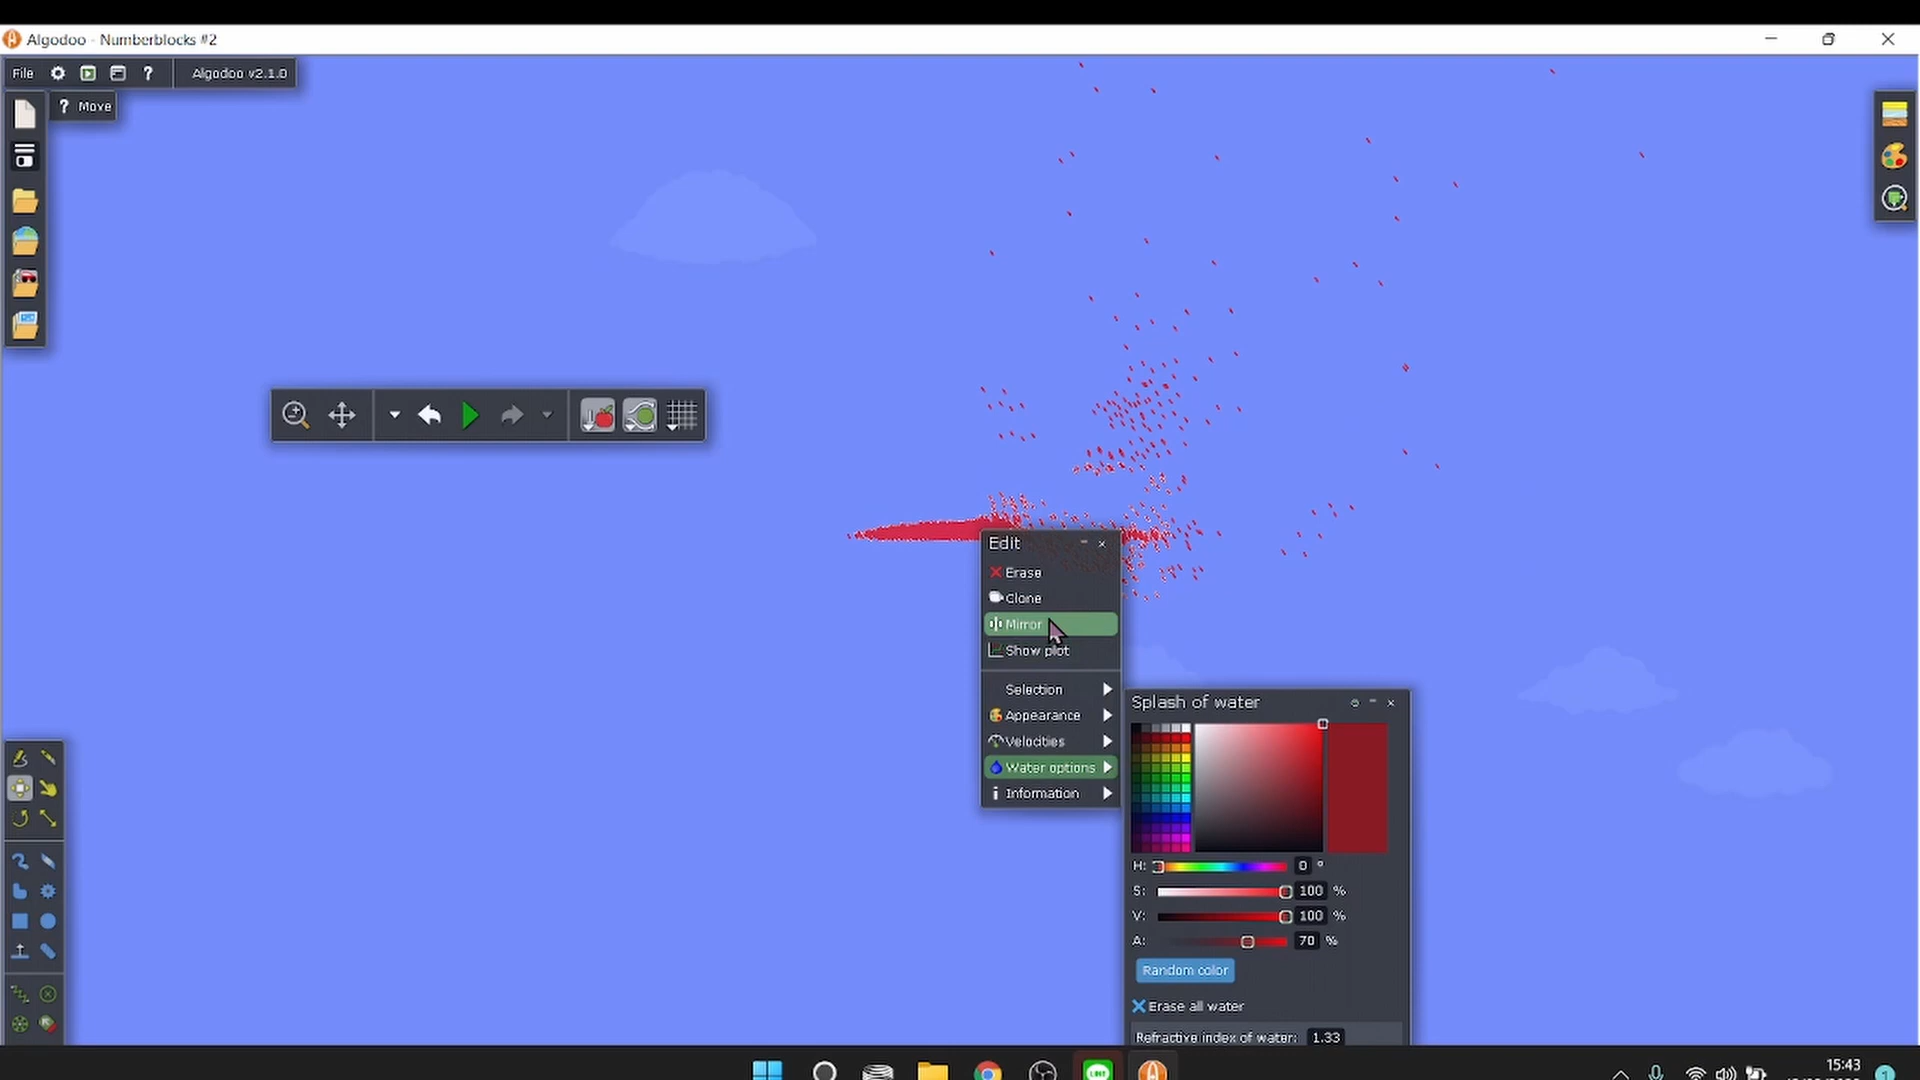 Algodoo - Numberblocks #2
File ? Algodoo v2.1.0
? Move
Edit
Erase
Clone
Mirror
Show plot
Selection
Appearance
Velocities
Water options
Information
Splash of water
H: 0 °
S: 100 %
V: 100 %
A: 70 %
Random color
Erase all water
Refractive index of water: 1.33
LINE
15:43
1